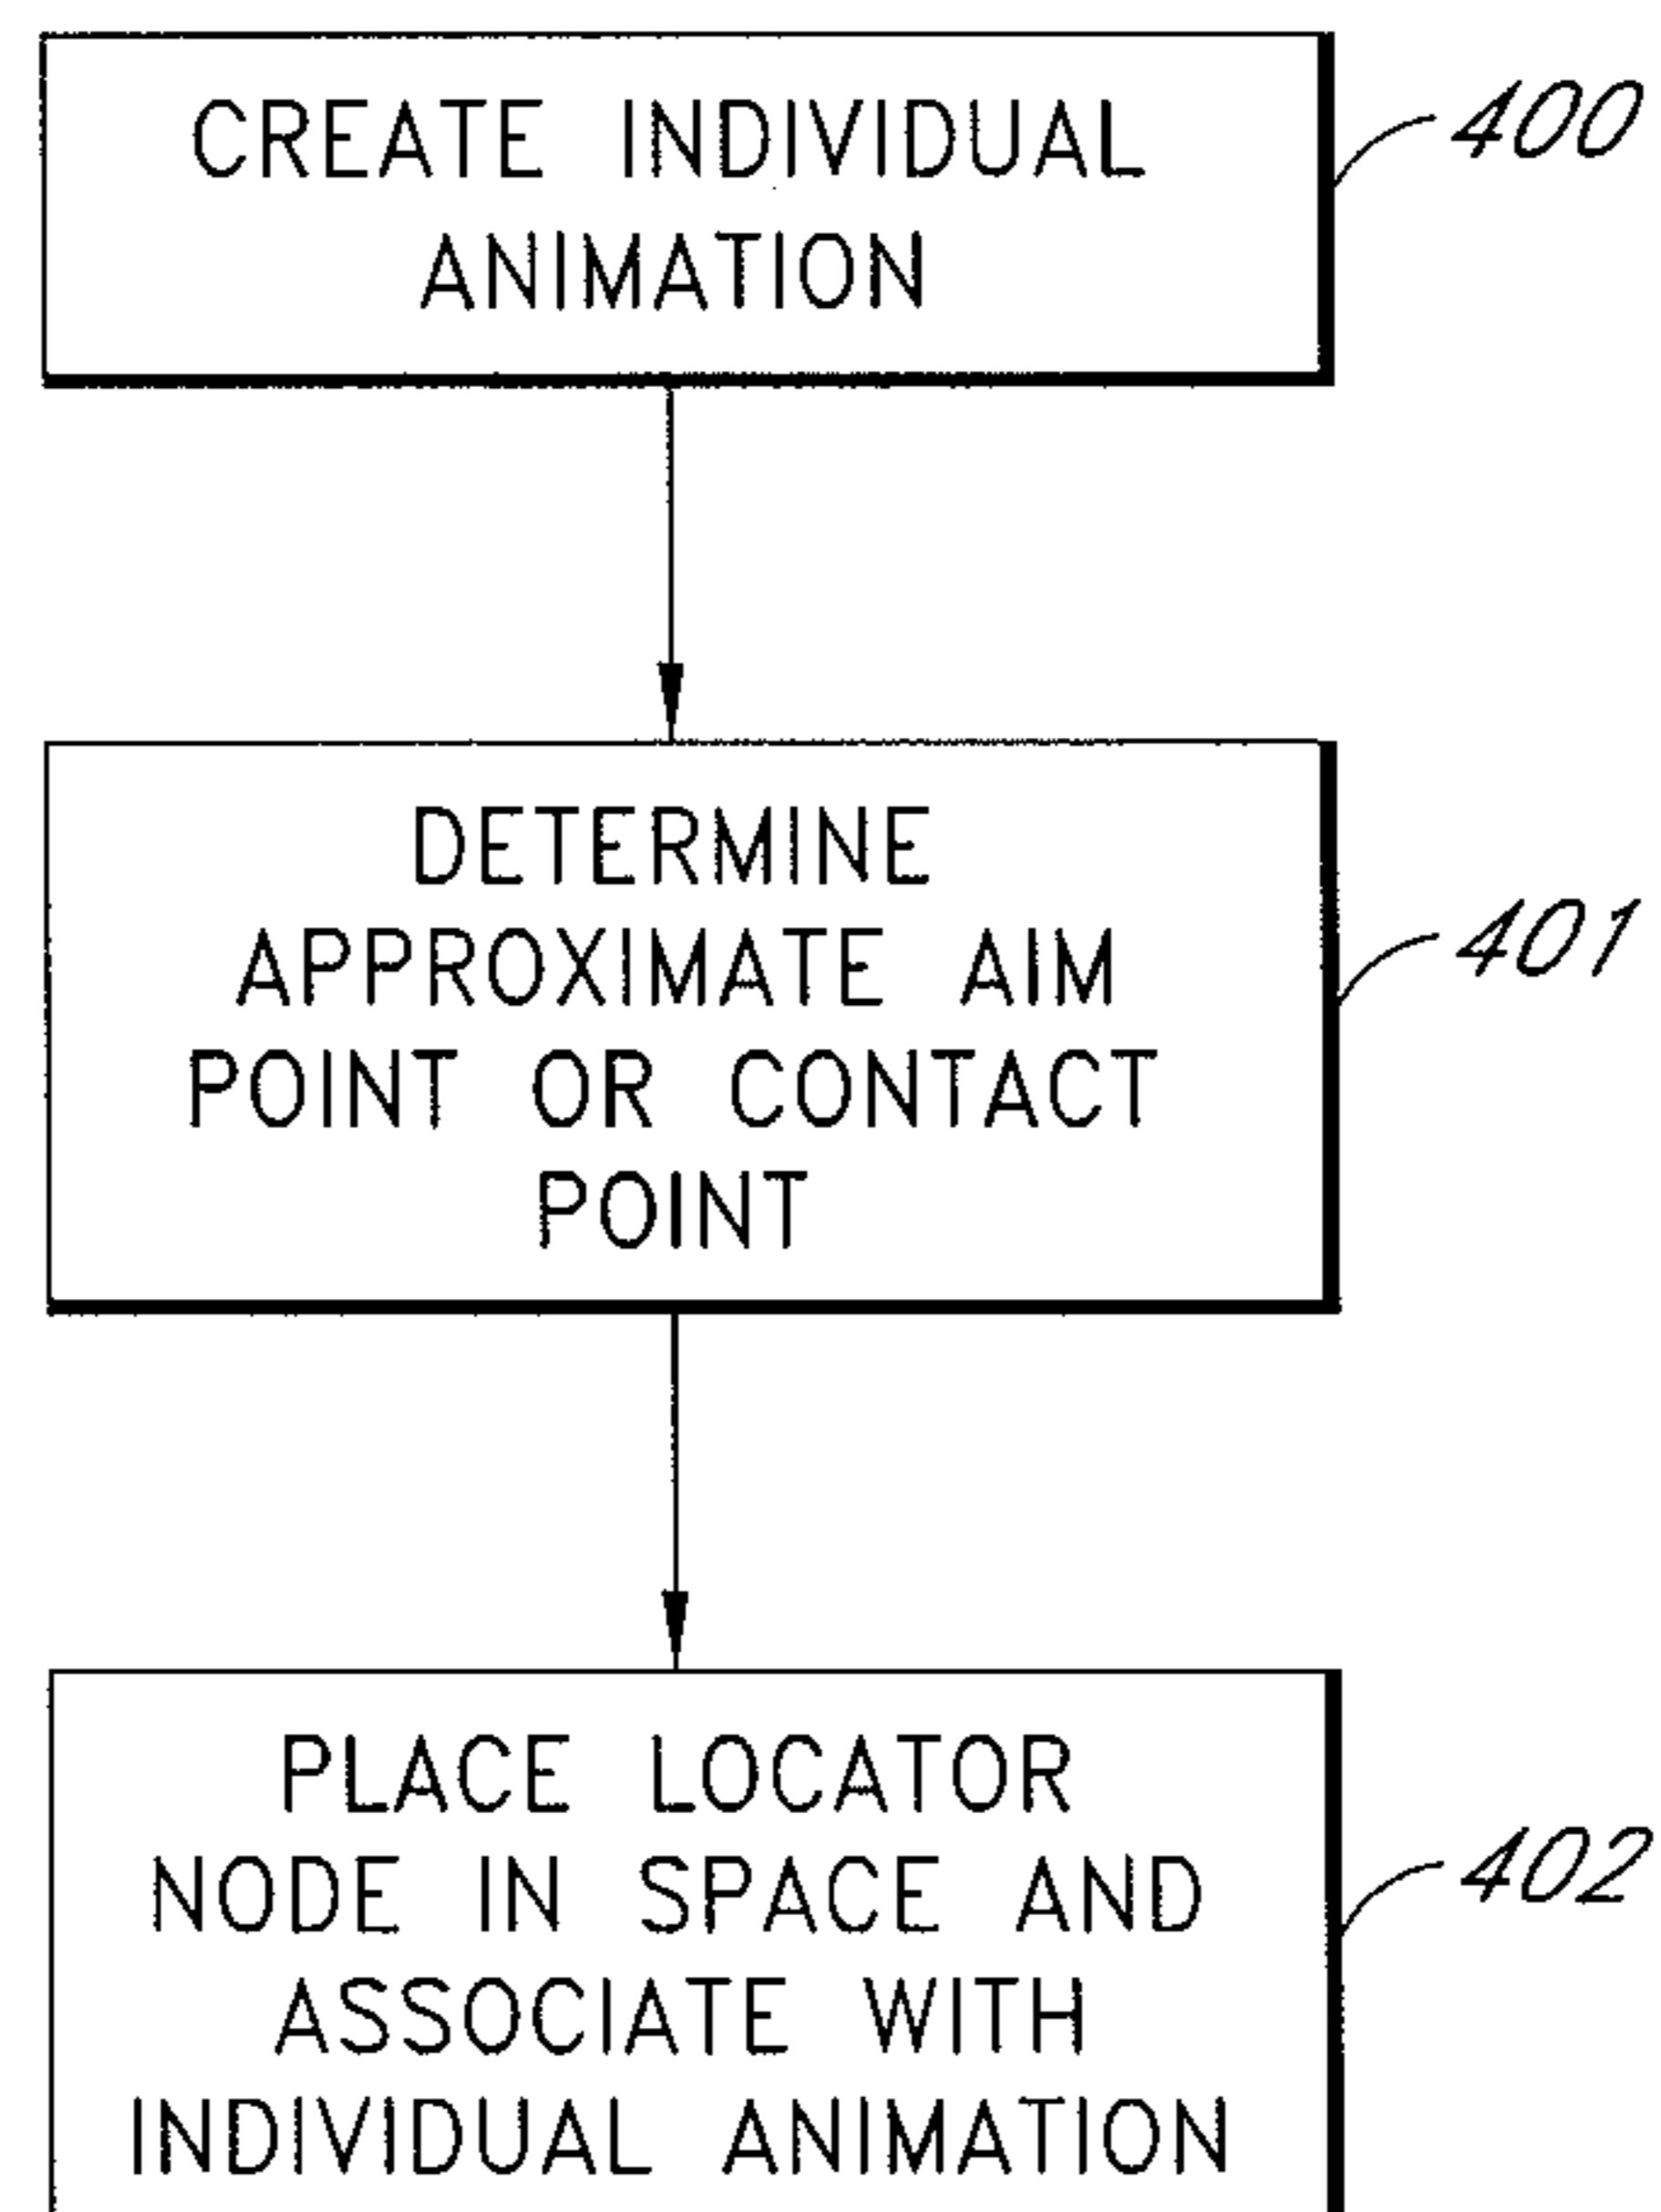 CREATE INDIVIDUAL
ANIMATION
400
DETERMINE
APPROXIMATE AIM
POINT OR CONTACT
POINT
401
PLACE LOCATOR
NODE IN SPACE AND
ASSOCIATE WITH
INDIVIDUAL ANIMATION
402